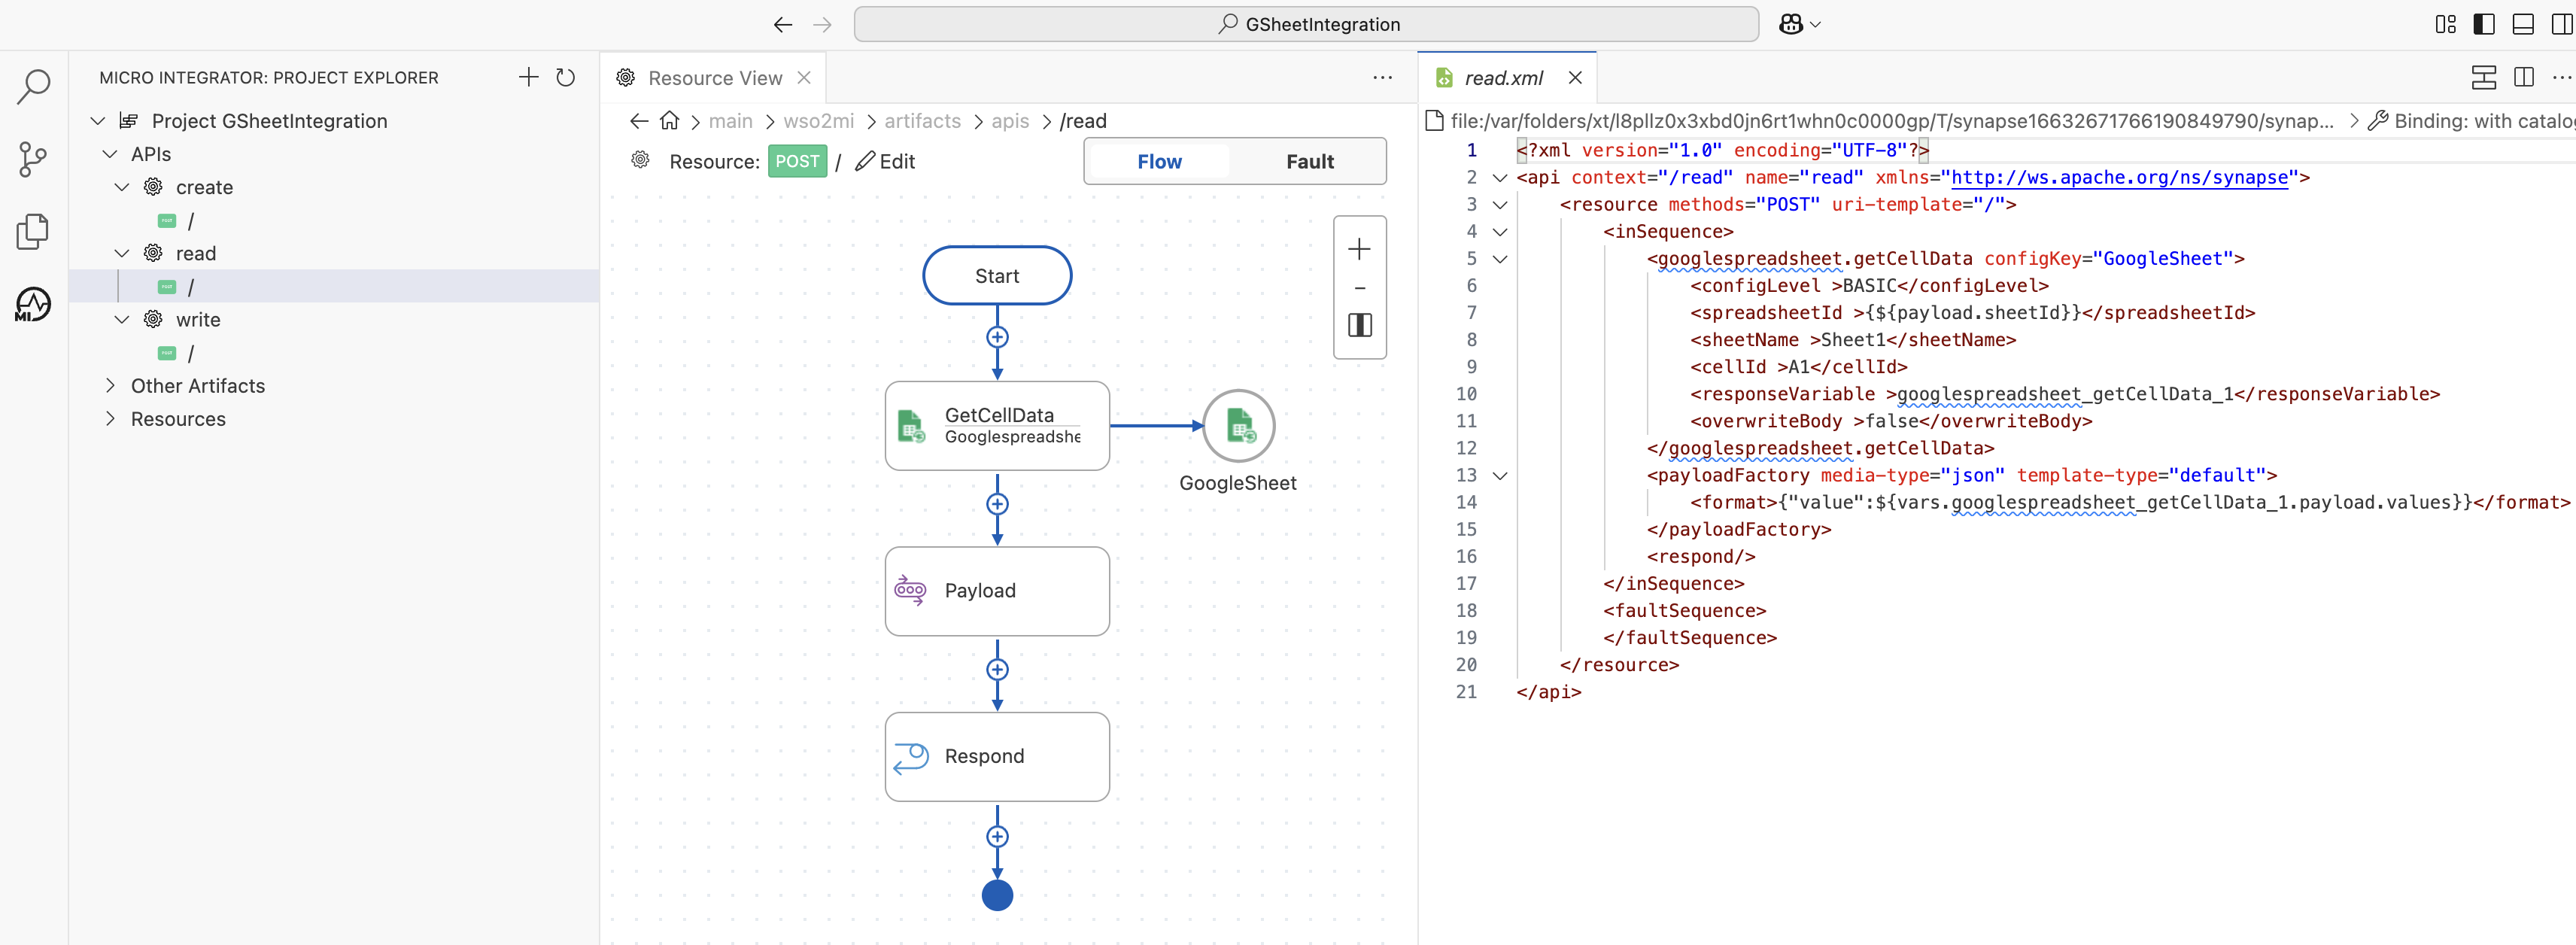 GSheetIntegration
MICRO INTEGRATOR: PROJECT EXPLORER
Project GSheetIntegration
APIs
create
/
read
/
write
/
Other Artifacts
Resources
MI
Resource View
main > wso2mi > artifacts > apis > /read
Resource: POST / Edit
Flow Fault
Start
GetCellData
Googlespreadshe
GoogleSheet
Payload
Respond
read.xml
file:/var/folders/xt/l8pllz0x3xbd0jn6rt1whn0c0000gp/T/synapse16632671766190849790/synap... > Binding: with catalo
1 <?xml version="1.0" encoding="UTF-8"?>
2 <api context="/read" name="read" xmlns="http://ws.apache.org/ns/synapse">
3 <resource methods="POST" uri-template="/">
4 <inSequence>
5 <googlespreadsheet.getCellData configKey="GoogleSheet">
6 <configLevel >BASIC</configLevel>
7 <spreadsheetId >{${payload.sheetId}}</spreadsheetId>
8 <sheetName >Sheet1</sheetName>
9 <cellId >A1</cellId>
10 <responseVariable >googlespreadsheet_getCellData_1</responseVariable>
11 <overwriteBody >false</overwriteBody>
12 </googlespreadsheet.getCellData>
13 <payloadFactory media-type="json" template-type="default">
14 <format>{"value":${vars.googlespreadsheet_getCellData_1.payload.values}}</format>
15 </payloadFactory>
16 <respond/>
17 </inSequence>
18 <faultSequence>
19 </faultSequence>
20 </resource>
21 </api>